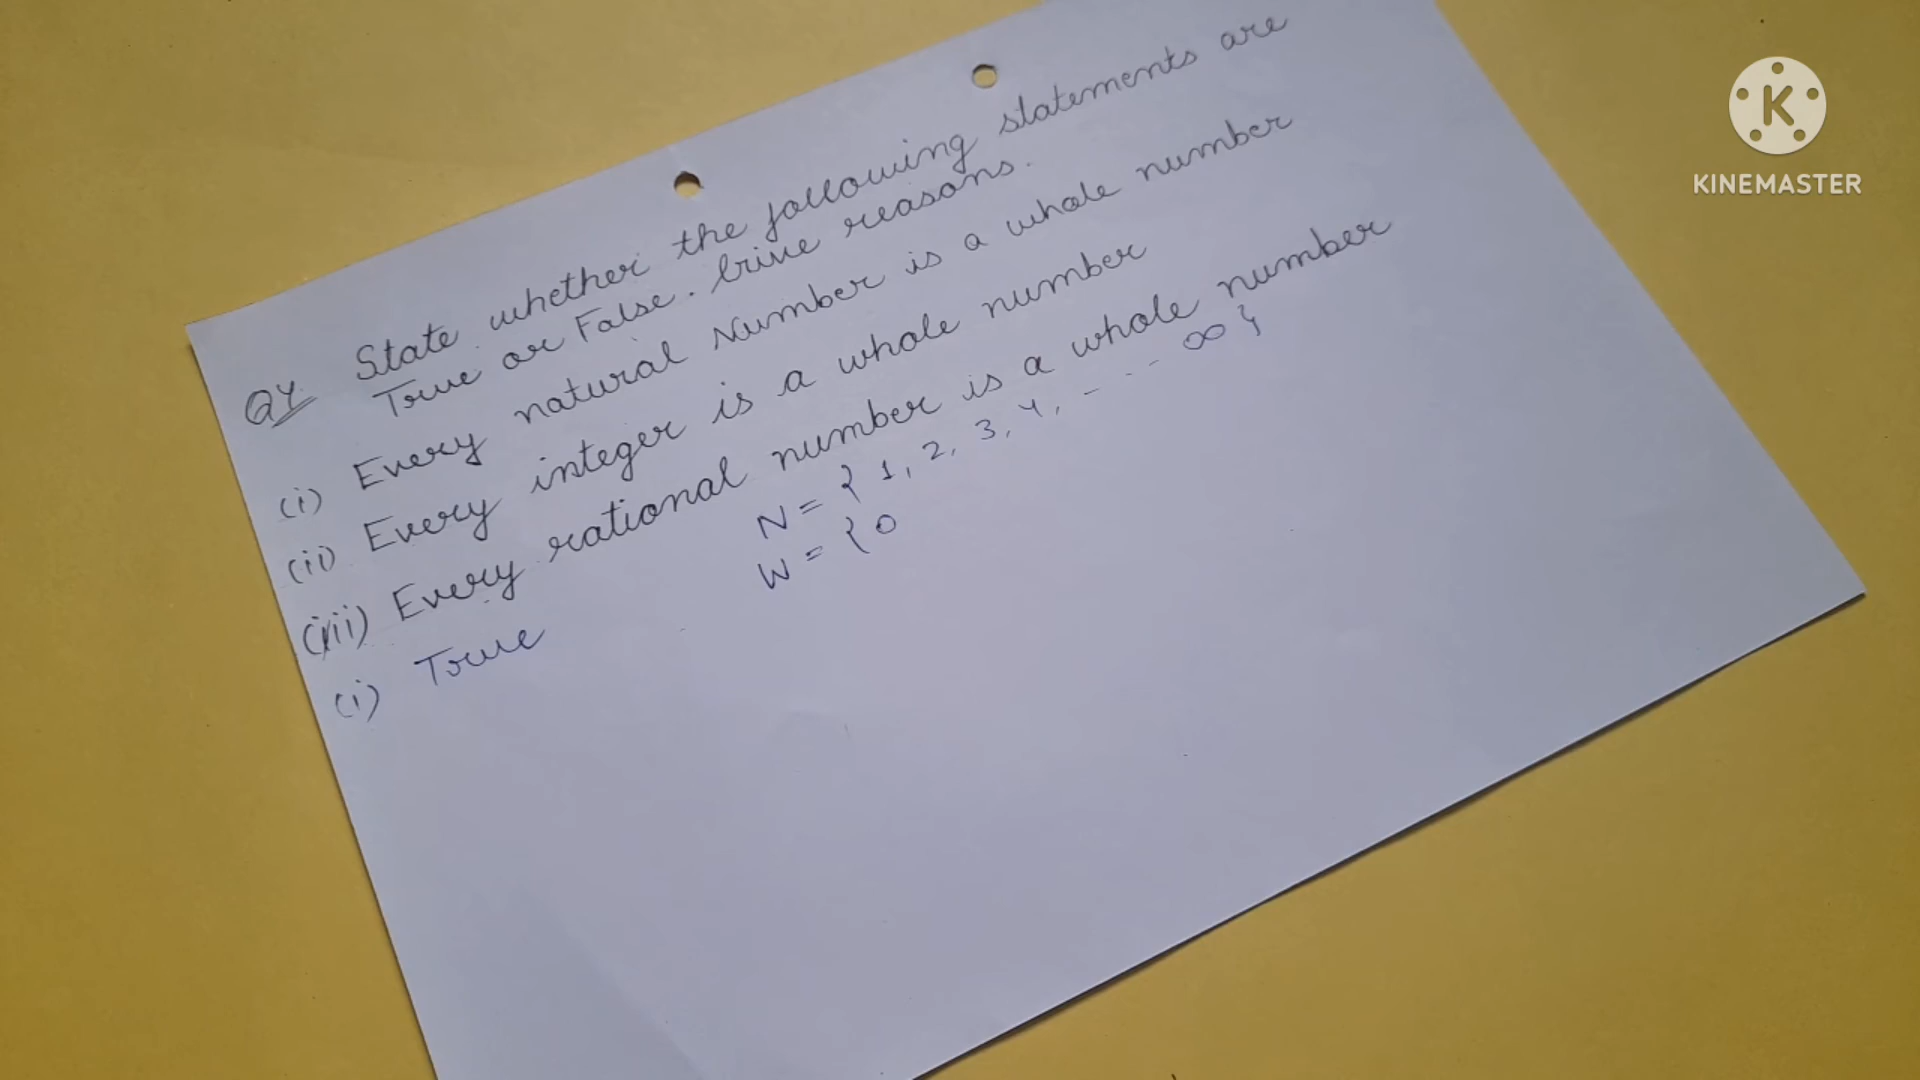 Q4. State whether the following statements are
True or False. Give reasons.
(i) Every natural Number is a whole number
(ii) Every integer is a whole number
(iii) Every rational number is a whole number
N = { 1, 2, 3, 4, - - - ∞ }
W = { 0
(i) True
K
KINEMASTER